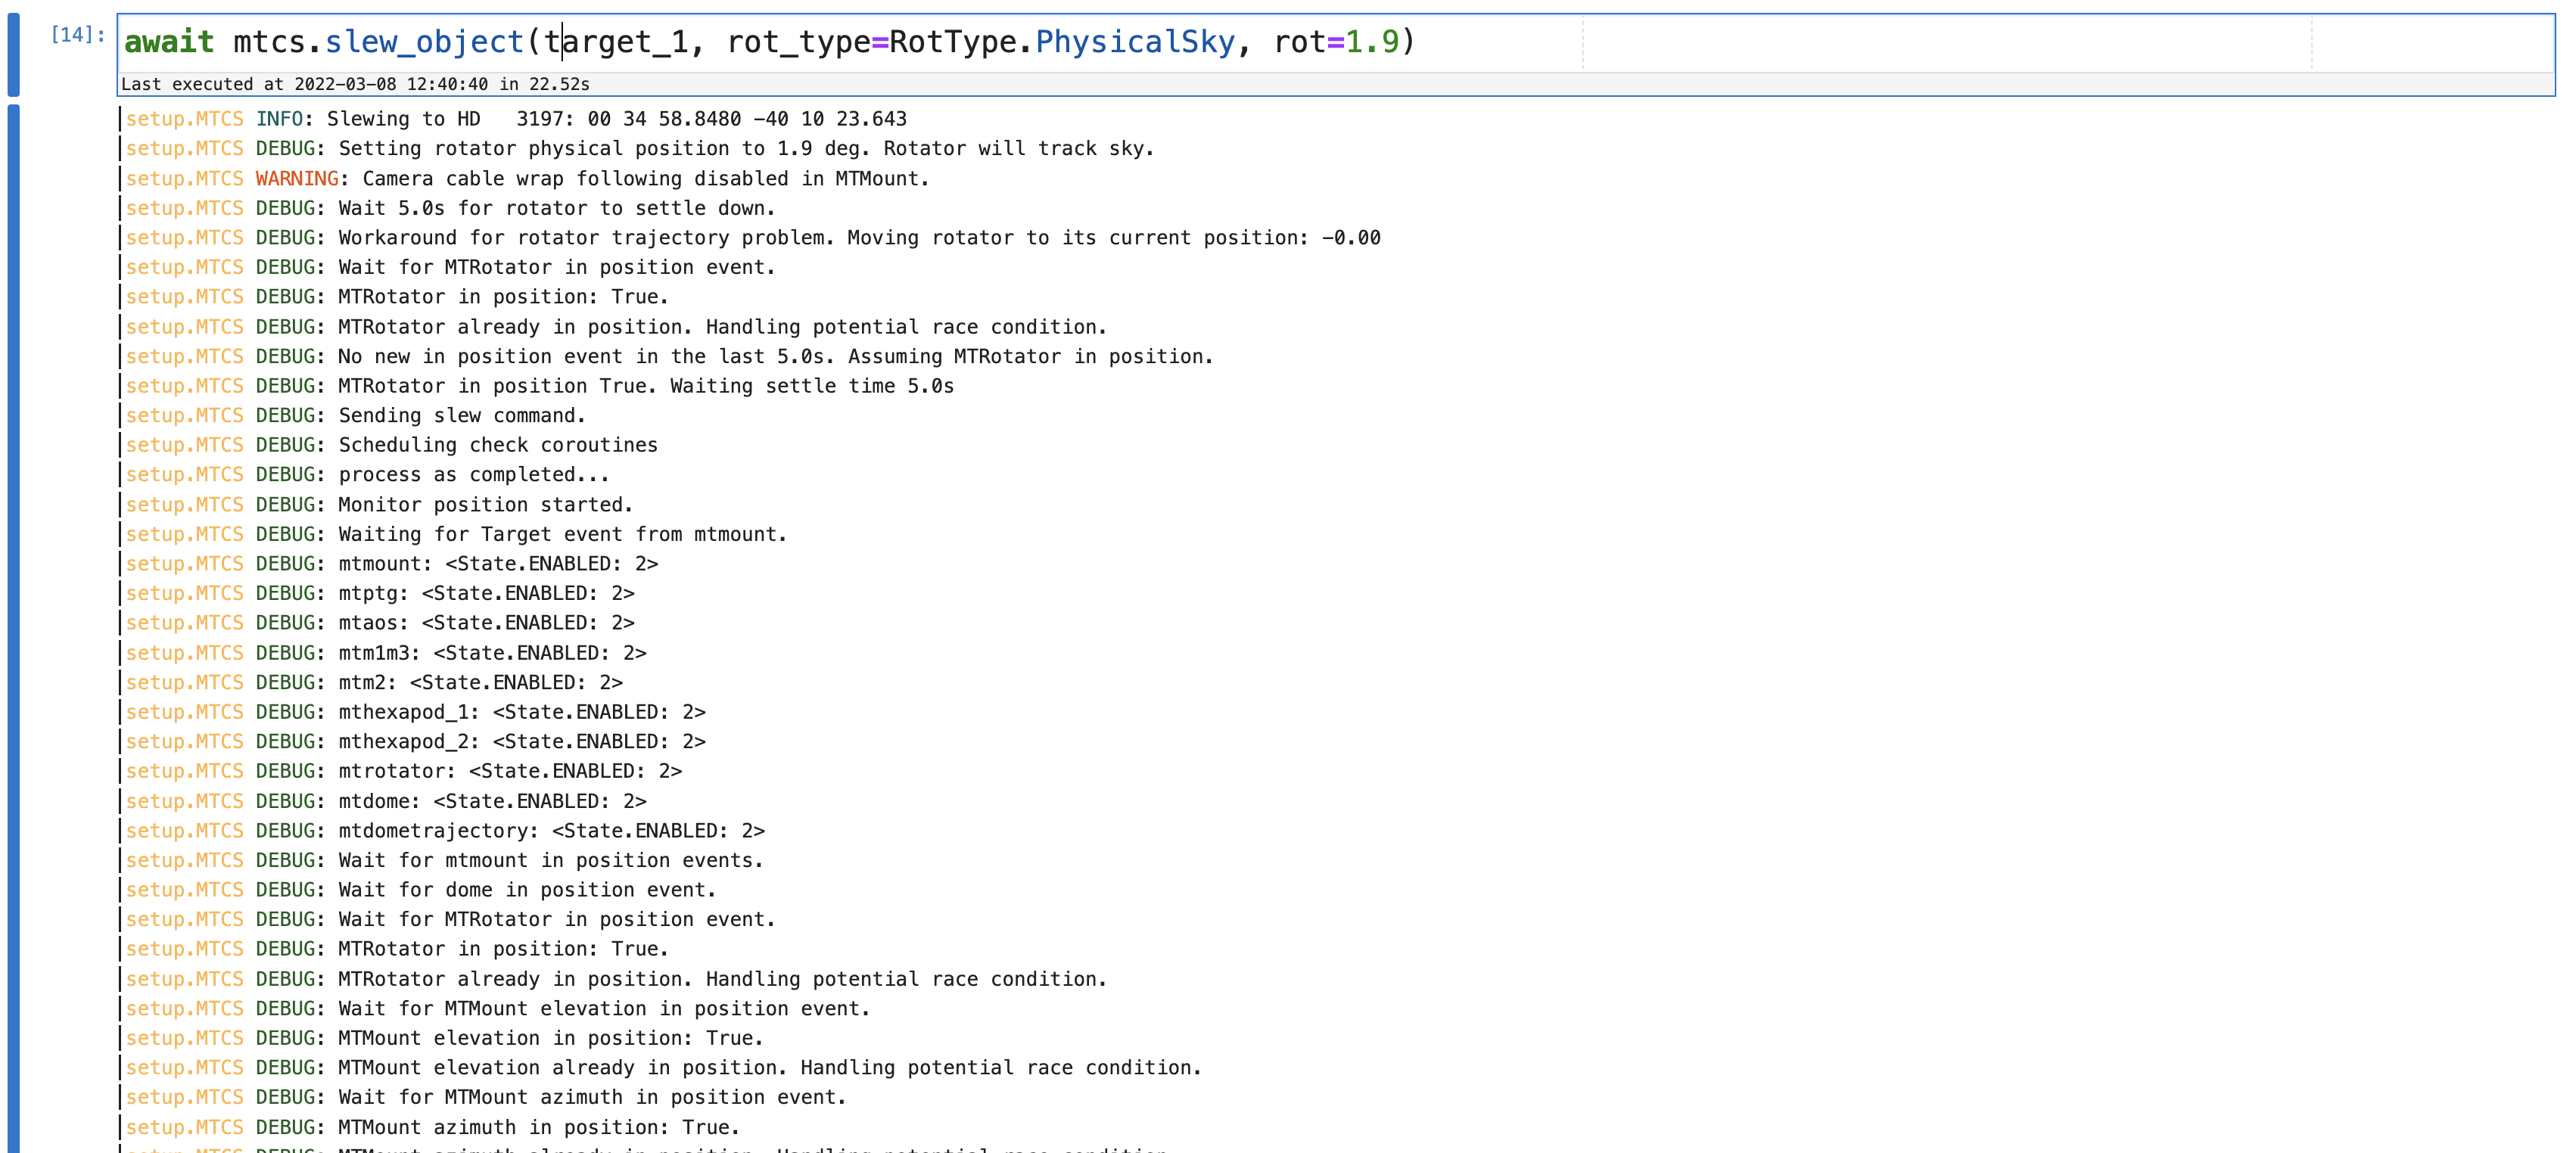 [14]: await mtcs.slew_object(target_1, rot_type=RotType.PhysicalSky, rot=1.9)
Last executed at 2022-03-08 12:40:40 in 22.52s
setup.MTCS INFO: Slewing to HD   3197: 00 34 58.8480 -40 10 23.643
setup.MTCS DEBUG: Setting rotator physical position to 1.9 deg. Rotator will track sky.
setup.MTCS WARNING: Camera cable wrap following disabled in MTMount.
setup.MTCS DEBUG: Wait 5.0s for rotator to settle down.
setup.MTCS DEBUG: Workaround for rotator trajectory problem. Moving rotator to its current position: -0.00
setup.MTCS DEBUG: Wait for MTRotator in position event.
setup.MTCS DEBUG: MTRotator in position: True.
setup.MTCS DEBUG: MTRotator already in position. Handling potential race condition.
setup.MTCS DEBUG: No new in position event in the last 5.0s. Assuming MTRotator in position.
setup.MTCS DEBUG: MTRotator in position True. Waiting settle time 5.0s
setup.MTCS DEBUG: Sending slew command.
setup.MTCS DEBUG: Scheduling check coroutines
setup.MTCS DEBUG: process as completed...
setup.MTCS DEBUG: Monitor position started.
setup.MTCS DEBUG: Waiting for Target event from mtmount.
setup.MTCS DEBUG: mtmount: <State.ENABLED: 2>
setup.MTCS DEBUG: mtptg: <State.ENABLED: 2>
setup.MTCS DEBUG: mtaos: <State.ENABLED: 2>
setup.MTCS DEBUG: mtm1m3: <State.ENABLED: 2>
setup.MTCS DEBUG: mtm2: <State.ENABLED: 2>
setup.MTCS DEBUG: mthexapod_1: <State.ENABLED: 2>
setup.MTCS DEBUG: mthexapod_2: <State.ENABLED: 2>
setup.MTCS DEBUG: mtrotator: <State.ENABLED: 2>
setup.MTCS DEBUG: mtdome: <State.ENABLED: 2>
setup.MTCS DEBUG: mtdometrajectory: <State.ENABLED: 2>
setup.MTCS DEBUG: Wait for mtmount in position events.
setup.MTCS DEBUG: Wait for dome in position event.
setup.MTCS DEBUG: Wait for MTRotator in position event.
setup.MTCS DEBUG: MTRotator in position: True.
setup.MTCS DEBUG: MTRotator already in position. Handling potential race condition.
setup.MTCS DEBUG: Wait for MTMount elevation in position event.
setup.MTCS DEBUG: MTMount elevation in position: True.
setup.MTCS DEBUG: MTMount elevation already in position. Handling potential race condition.
setup.MTCS DEBUG: Wait for MTMount azimuth in position event.
setup.MTCS DEBUG: MTMount azimuth in position: True.
setup.MTCS DEBUG: MTMount azimuth already in position. Handling potential race condition.